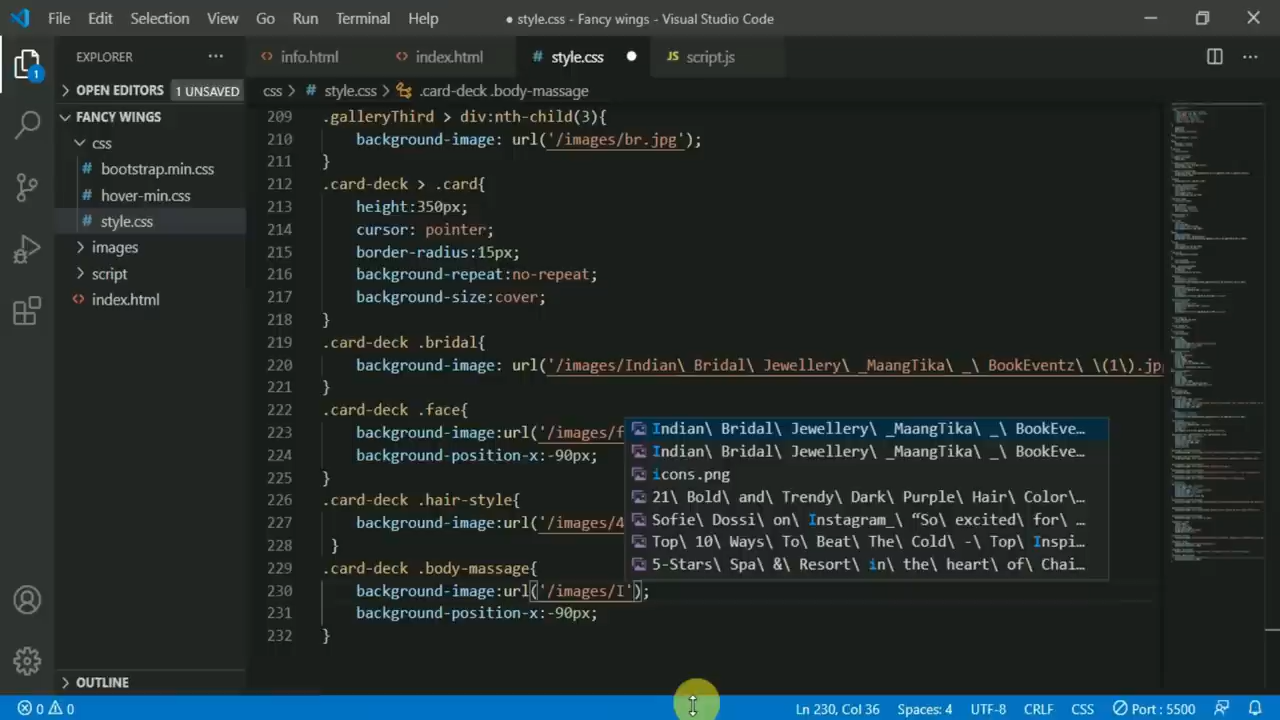 File Edit Selection View Go Run Terminal Help ● style.css - Fancy wings - Visual Studio Code
EXPLORER ···
info.html index.html # style.css ● JS script.js ···
OPEN EDITORS 1 UNSAVED
css > # style.css > .card-deck .body-massage
1
FANCY WINGS
css
# bootstrap.min.css
# hover-min.css
# style.css
images
script
index.html
OUTLINE
209 .galleryThird > div:nth-child(3){
210 background-image: url('/images/br.jpg');
211 }
212 .card-deck > .card{
213 height:350px;
214 cursor: pointer;
215 border-radius:15px;
216 background-repeat:no-repeat;
217 background-size:cover;
218 }
219 .card-deck .bridal{
220 background-image: url('/images/Indian\ Bridal\ Jewellery\ _MaangTika\ _\ BookEventz\ \(1\).jp
221 }
222 .card-deck .face{
223 background-image:url('/images/f
224 background-position-x:-90px;
225 }
226 .card-deck .hair-style{
227 background-image:url('/images/4
228 }
229 .card-deck .body-massage{
230 background-image:url('/images/I');
231 background-position-x:-90px;
232 }
Indian\ Bridal\ Jewellery\ _MaangTika\ _\ BookEve…
Indian\ Bridal\ Jewellery\ _MaangTika\ _\ BookEve…
icons.png
21\ Bold\ and\ Trendy\ Dark\ Purple\ Hair\ Color\…
Sofie\ Dossi\ on\ Instagram_\ “So\ excited\ for\ …
Top\ 10\ Ways\ To\ Beat\ The\ Cold\ -\ Top\ Inspi…
5-Stars\ Spa\ &\ Resort\ in\ the\ heart\ of\ Chai…
0 0 Ln 230, Col 36 Spaces: 4 UTF-8 CRLF CSS Port : 5500